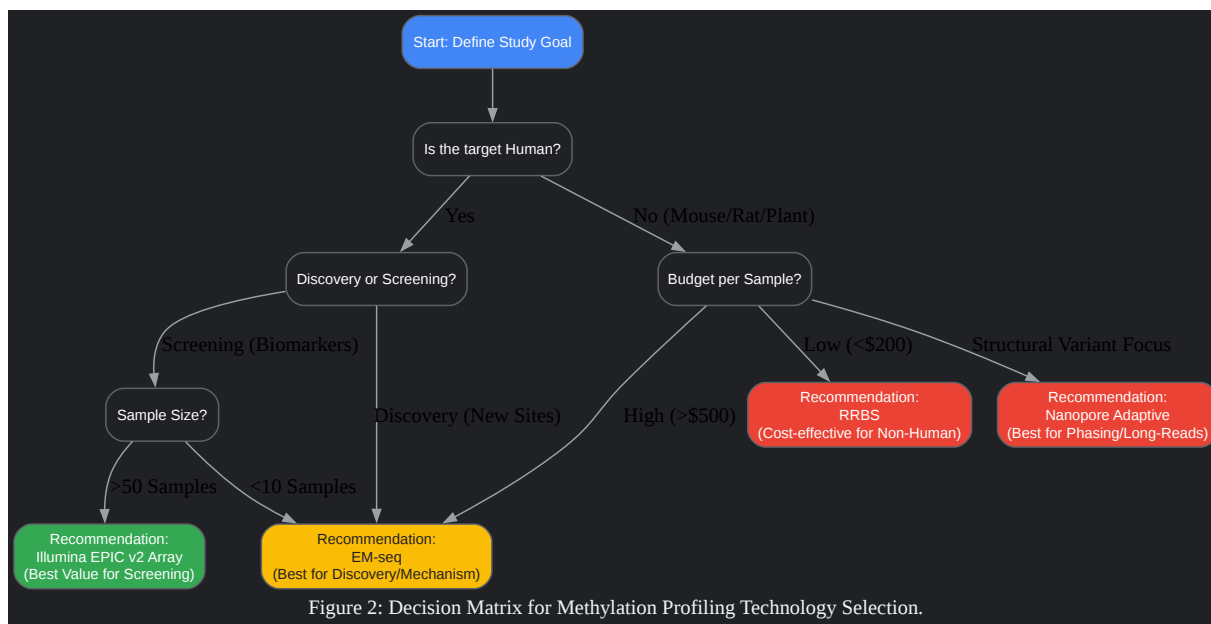 Start: Define Study Goal
Is the target Human?
Yes
No (Mouse/Rat/Plant)
Discovery or Screening?
Budget per Sample?
Screening (Biomarkers)
Low (<$200)
Structural Variant Focus
Sample Size?
Discovery (New Sites)
High (>$500)
Recommendation:
RRBS
(Cost-effective for Non-Human)
Recommendation:
Nanopore Adaptive
(Best for Phasing/Long-Reads)
>50 Samples
<10 Samples
Recommendation:
Illumina EPIC v2 Array
(Best Value for Screening)
Recommendation:
EM-seq
(Best for Discovery/Mechanism)
Figure 2: Decision Matrix for Methylation Profiling Technology Selection.